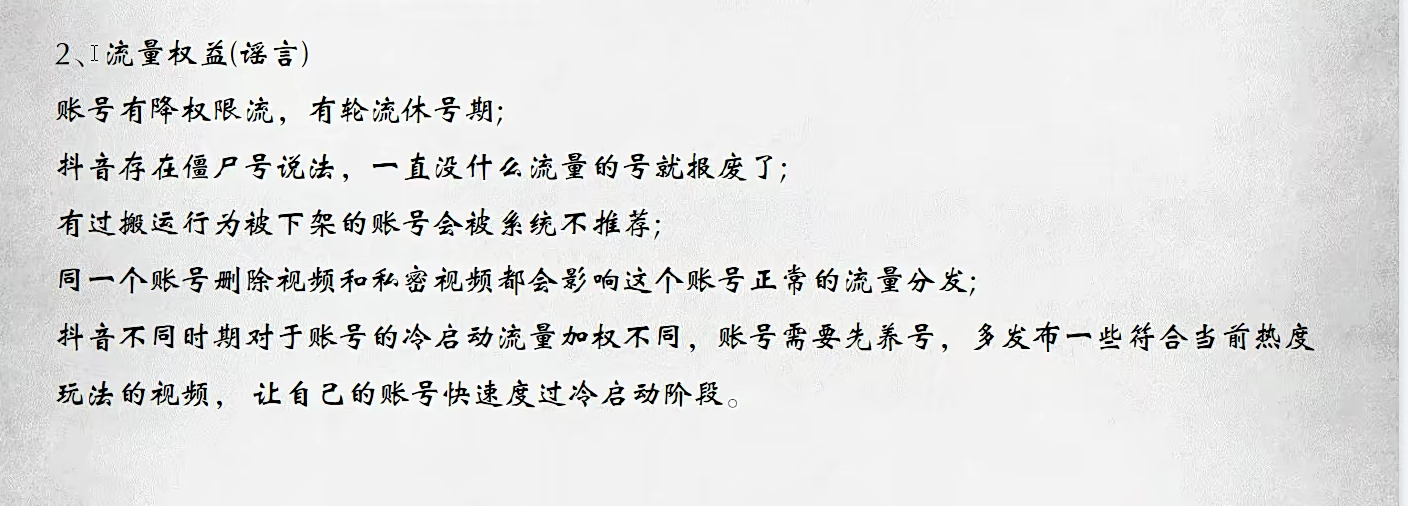 2、流量权益(谣言)
账号有降权限流，有轮流休号期;
抖音存在僵尸号说法，一直没什么流量的号就报废了;
有过搬运行为被下架的账号会被系统不推荐;
同一个账号删除视频和私密视频都会影响这个账号正常的流量分发;
抖音不同时期对于账号的冷启动流量加权不同，账号需要先养号，多发布一些符合当前热度
玩法的视频， 让自己的账号快速度过冷启动阶段。